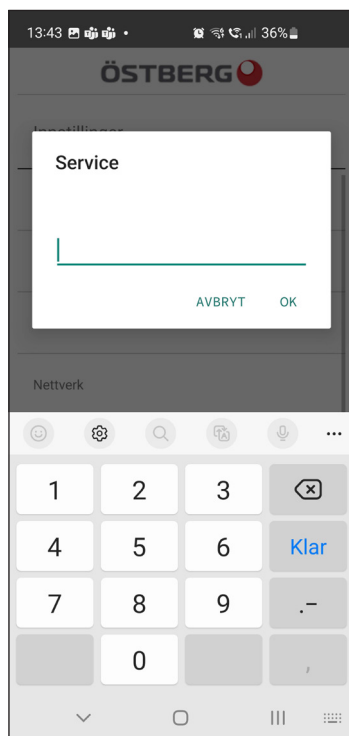 13:43
36%
ÖSTBERG
Innstillinger
Service
AVBRYT OK
Nettverk
1 2 3
4 5 6 Klar
7 8 9 .-
0 ,